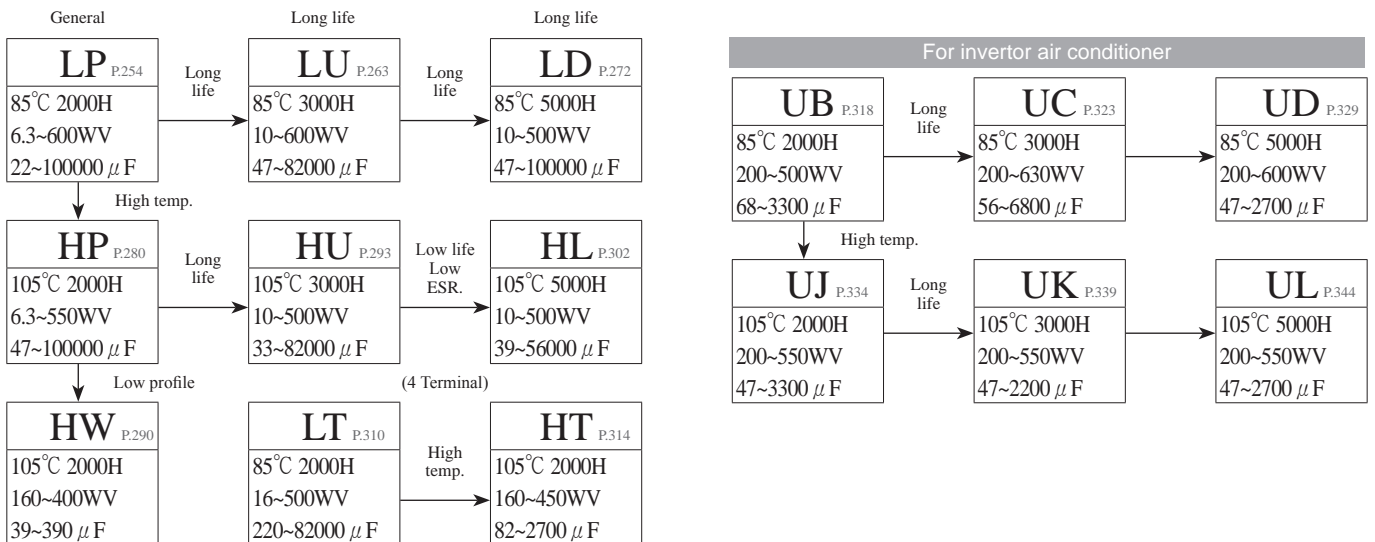 General
Long life
Long life
LP P.254
85℃ 2000H
6.3~600WV
22~100000 μF
Long
life
LU P.263
85℃ 3000H
10~600WV
47~82000 μF
Long
life
LD P.272
85℃ 5000H
10~500WV
47~100000 μF
High temp.
HP P.280
105℃ 2000H
6.3~550WV
47~100000 μF
Long
life
HU P.293
105℃ 3000H
10~500WV
33~82000 μF
Low life
Low
ESR.
HL P.302
105℃ 5000H
10~500WV
39~56000 μF
Low profile
(4 Terminal)
HW P.290
105℃ 2000H
160~400WV
39~390 μF
LT P.310
85℃ 2000H
16~500WV
220~82000 μF
High
temp.
HT P.314
105℃ 2000H
160~450WV
82~2700 μF
For invertor air conditioner
UB P.318
85℃ 2000H
200~500WV
68~3300 μF
Long
life
UC P.323
85℃ 3000H
200~630WV
56~6800 μF
UD P.329
85℃ 5000H
200~600WV
47~2700 μF
High temp.
UJ P.334
105℃ 2000H
200~550WV
47~3300 μF
Long
life
UK P.339
105℃ 3000H
200~550WV
47~2200 μF
UL P.344
105℃ 5000H
200~550WV
47~2700 μF